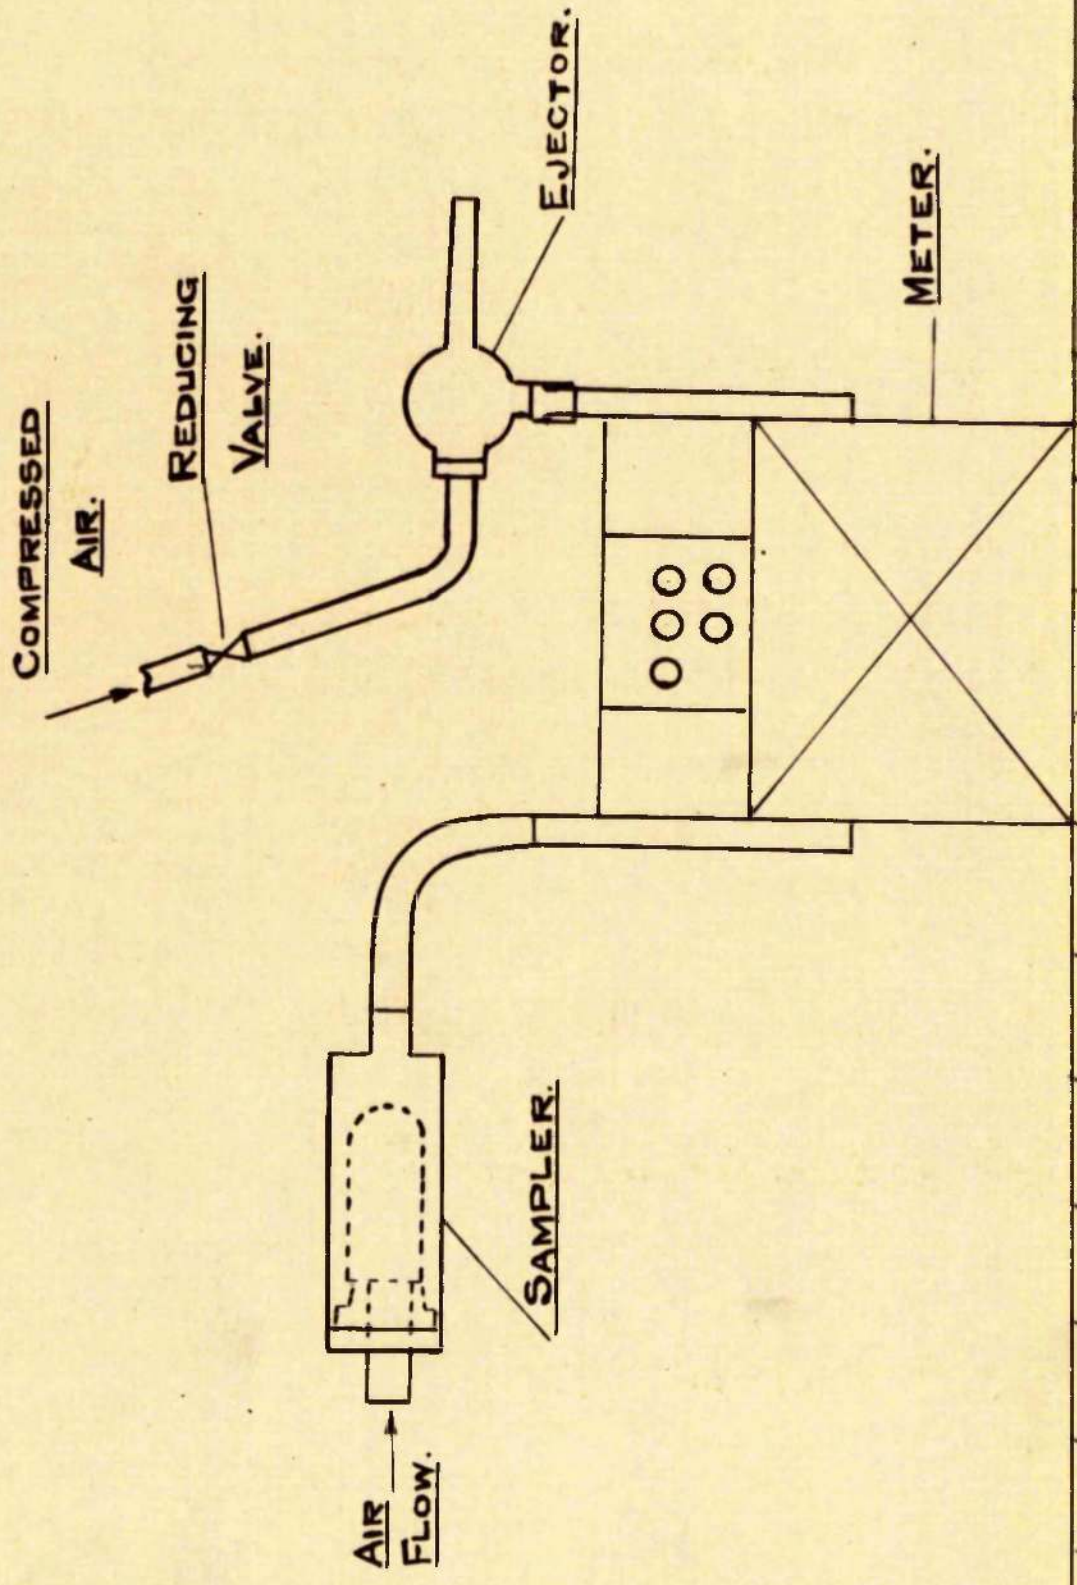 COMPRESSED
AIR.
REDUCING
VALVE.
EJECTOR.
METER.
SAMPLER.
AIR
FLOW.